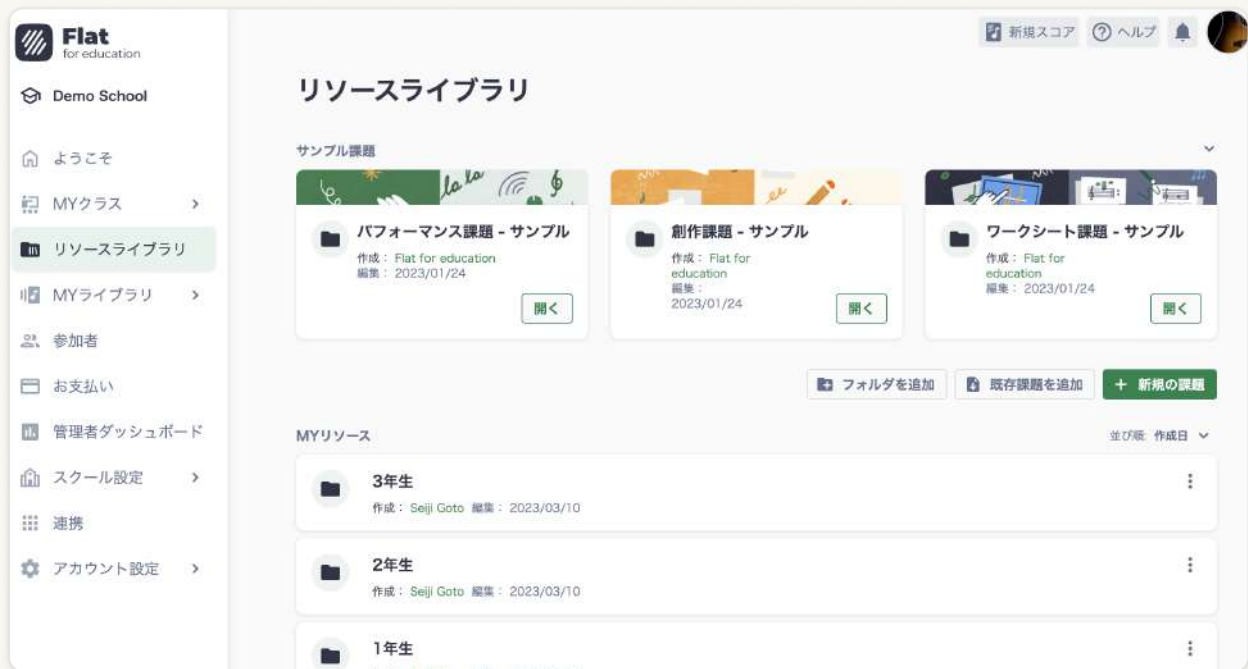 Flat
for education
Demo School
ようこそ
MYクラス
リソースライブラリ
MYライブラリ
参加者
お支払い
管理者ダッシュボード
スクール設定
連携
アカウント設定
新規スコア
ヘルプ
リソースライブラリ
サンプル課題
la la
パフォーマンス課題 - サンプル
作成： Flat for education
編集： 2023/01/24
開く
創作課題 - サンプル
作成： Flat for
education
編集：
2023/01/24
開く
ワークシート課題 - サンプル
作成： Flat for
education
編集： 2023/01/24
開く
フォルダを追加
既存課題を追加
+ 新規の課題
MYリソース
並び順: 作成日
3年生
作成： Seiji Goto 編集： 2023/03/10
2年生
作成： Seiji Goto 編集： 2023/03/10
1年生